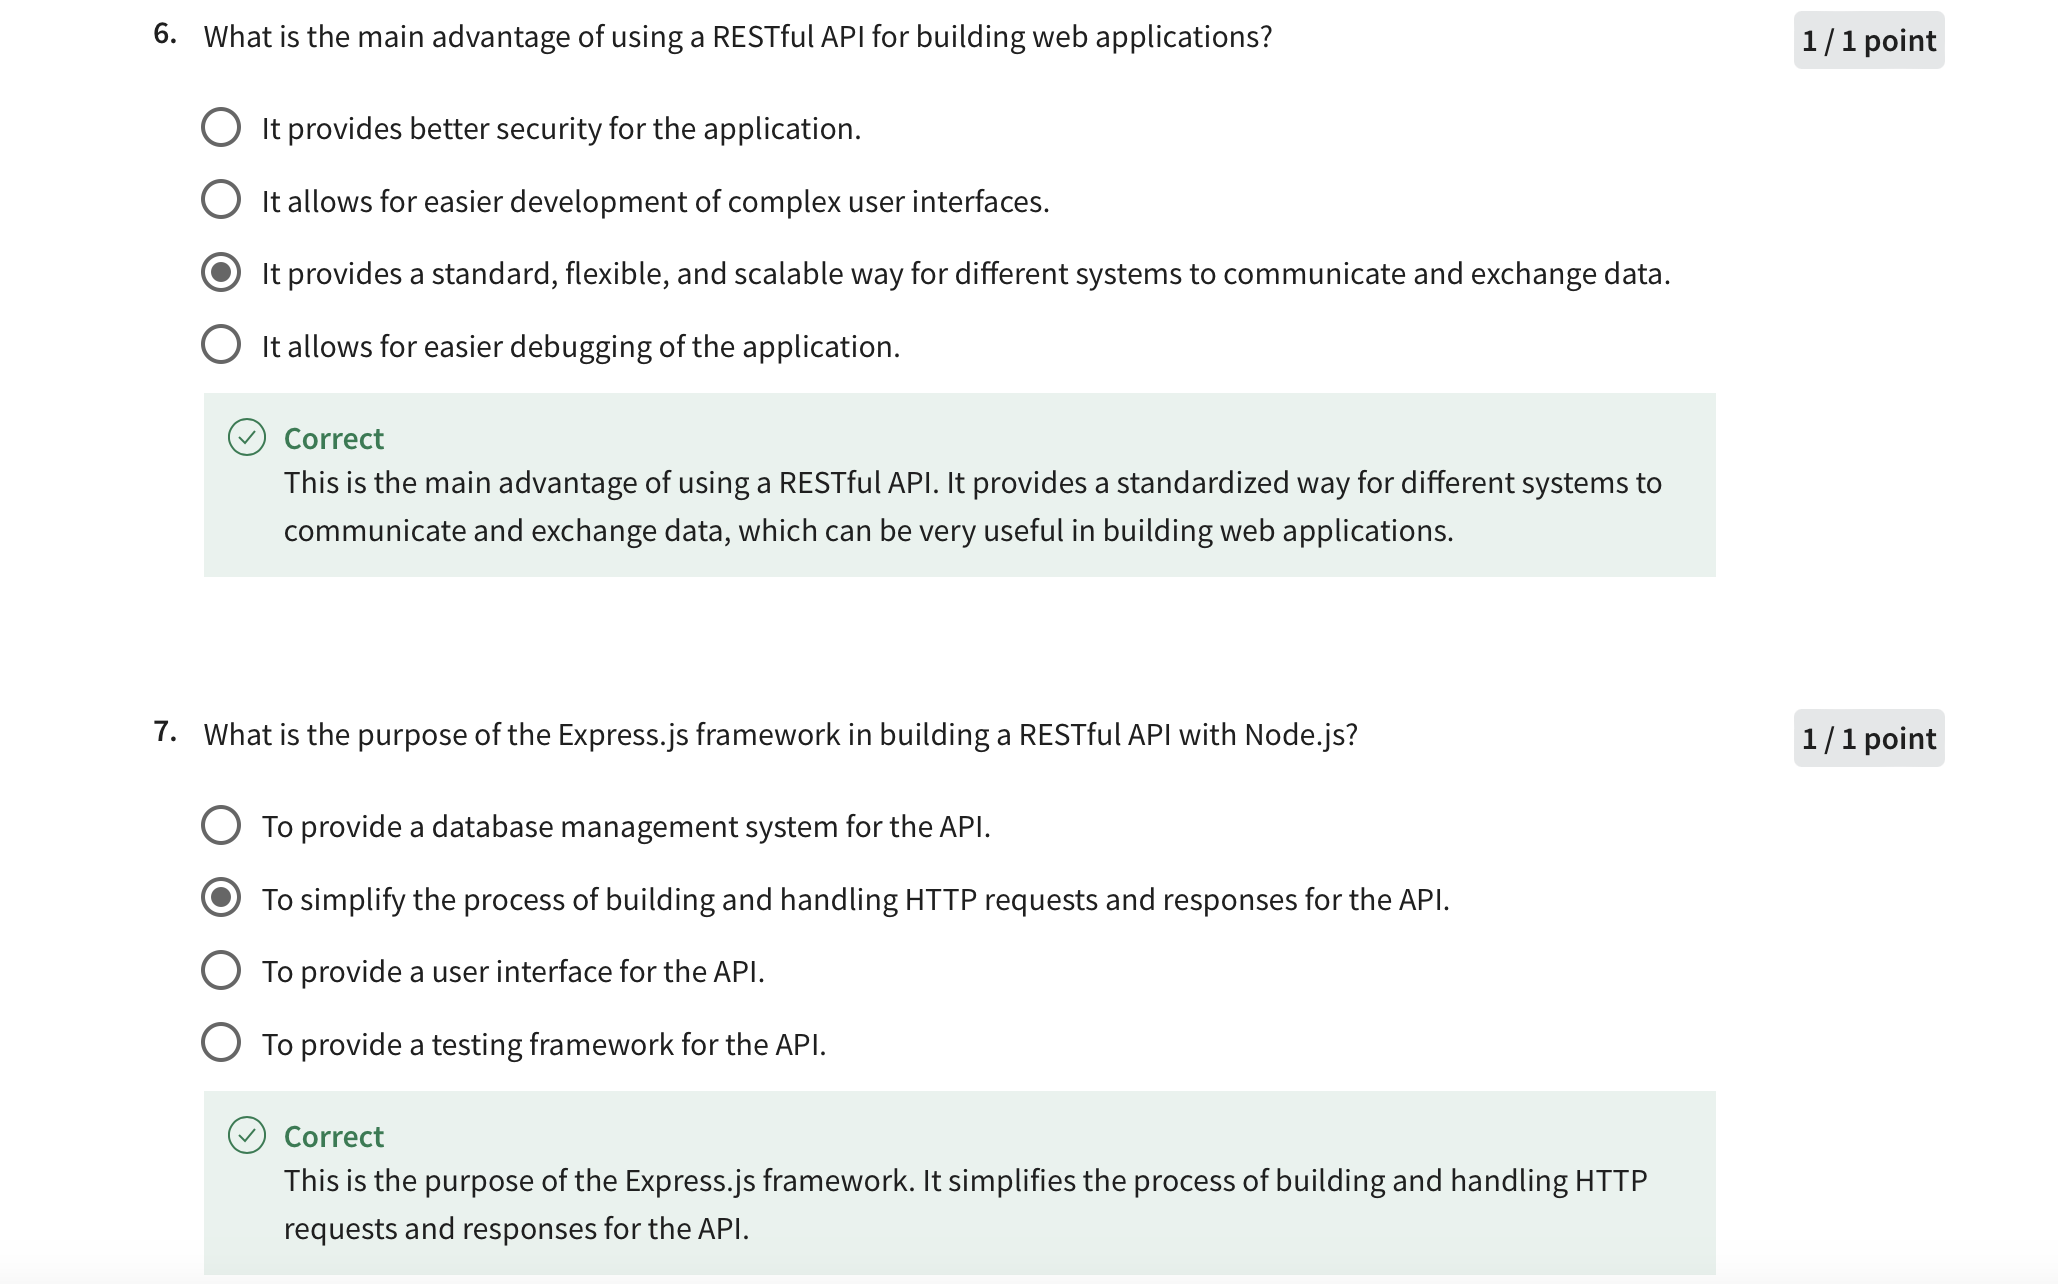 6. What is the main advantage of using a RESTful API for building web applications?
1 / 1 point
It provides better security for the application.
It allows for easier development of complex user interfaces.
It provides a standard, flexible, and scalable way for different systems to communicate and exchange data.
It allows for easier debugging of the application.
Correct
This is the main advantage of using a RESTful API. It provides a standardized way for different systems to
communicate and exchange data, which can be very useful in building web applications.
7. What is the purpose of the Express.js framework in building a RESTful API with Node.js?
1 / 1 point
To provide a database management system for the API.
To simplify the process of building and handling HTTP requests and responses for the API.
To provide a user interface for the API.
To provide a testing framework for the API.
Correct
This is the purpose of the Express.js framework. It simplifies the process of building and handling HTTP
requests and responses for the API.